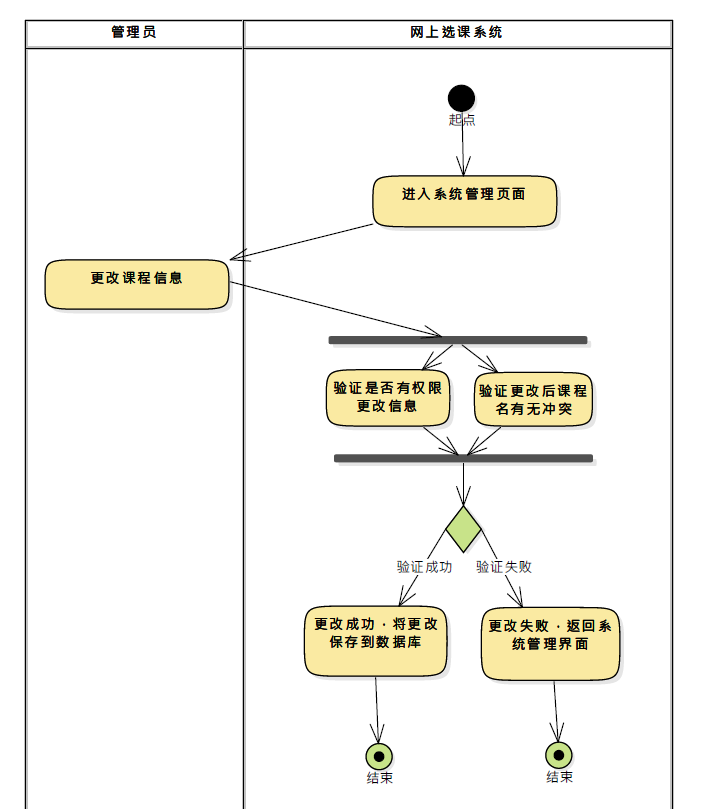 管理员
网上选课系统
起点
进入系统管理页面
更改课程信息
验证是否有权限
更改信息
验证更改后课程
名有无冲突
验证成功
验证失败
更改成功·将更改
保存到数据库
更改失败·返回系
统管理界面
结束
结束